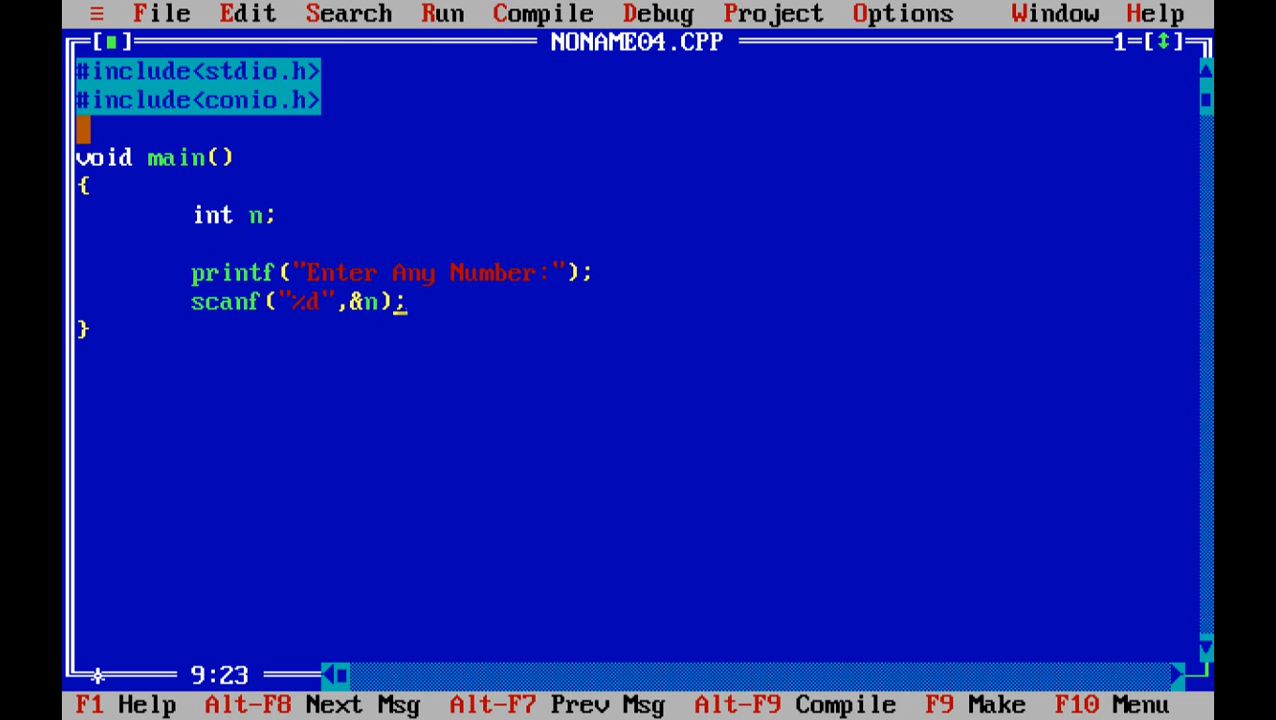 ≡ File Edit Search Run Compile Debug Project Options Window Help
[■] NONAME04.CPP 1=[↕]
#include<stdio.h>
#include<conio.h>
void main()
{
int n;
printf("Enter Any Number:");
scanf("%d",&n);
}
9:23
F1 Help Alt-F8 Next Msg Alt-F7 Prev Msg Alt-F9 Compile F9 Make F10 Menu